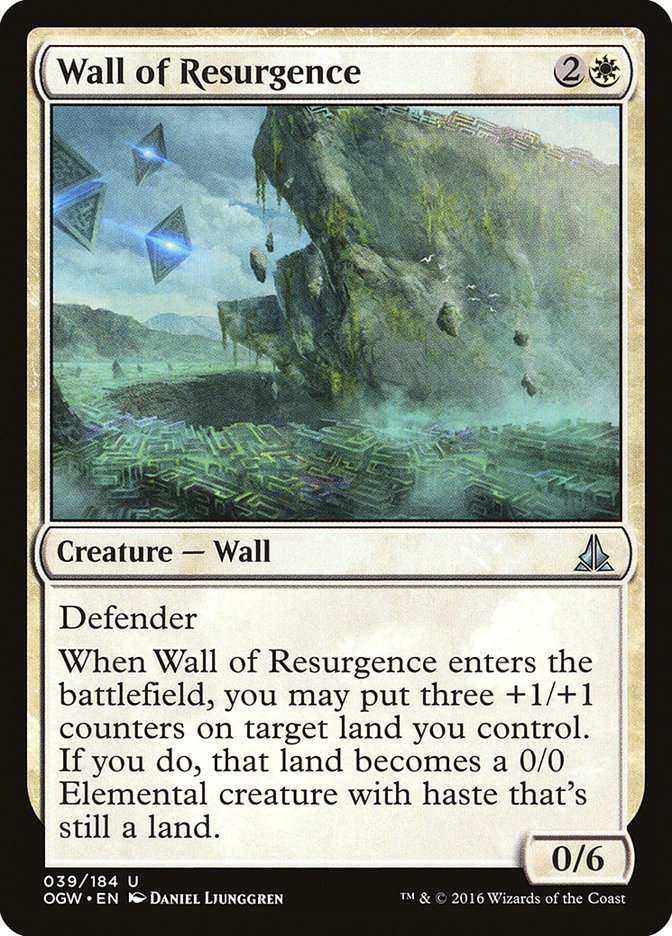 Wall of Resurgence 2
Creature — Wall
Defender
When Wall of Resurgence enters the
battlefield, you may put three +1/+1
counters on target land you control.
If you do, that land becomes a 0/0
Elemental creature with haste that's
still a land.
0/6
039/184 U
OGW • EN Daniel Ljunggren
™ & © 2016 Wizards of the Coast